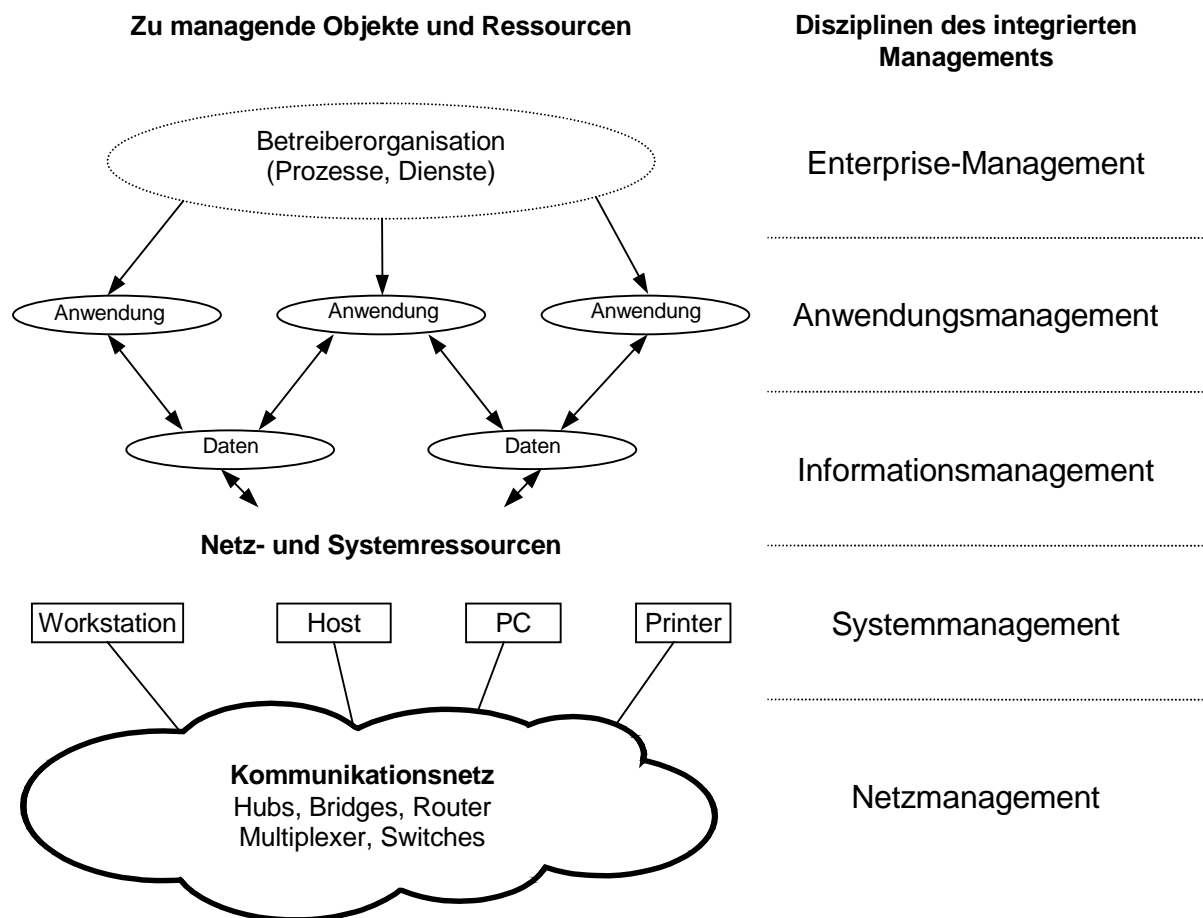 Zu managende Objekte und Ressourcen
Disziplinen des integrierten
Managements
Betreiberorganisation
(Prozesse, Dienste)
Enterprise-Management
Anwendung
Anwendung
Anwendung
Anwendungsmanagement
Daten
Daten
Informationsmanagement
Netz- und Systemressourcen
Workstation
Host
PC
Printer
Systemmanagement
Kommunikationsnetz
Hubs, Bridges, Router
Multiplexer, Switches
Netzmanagement